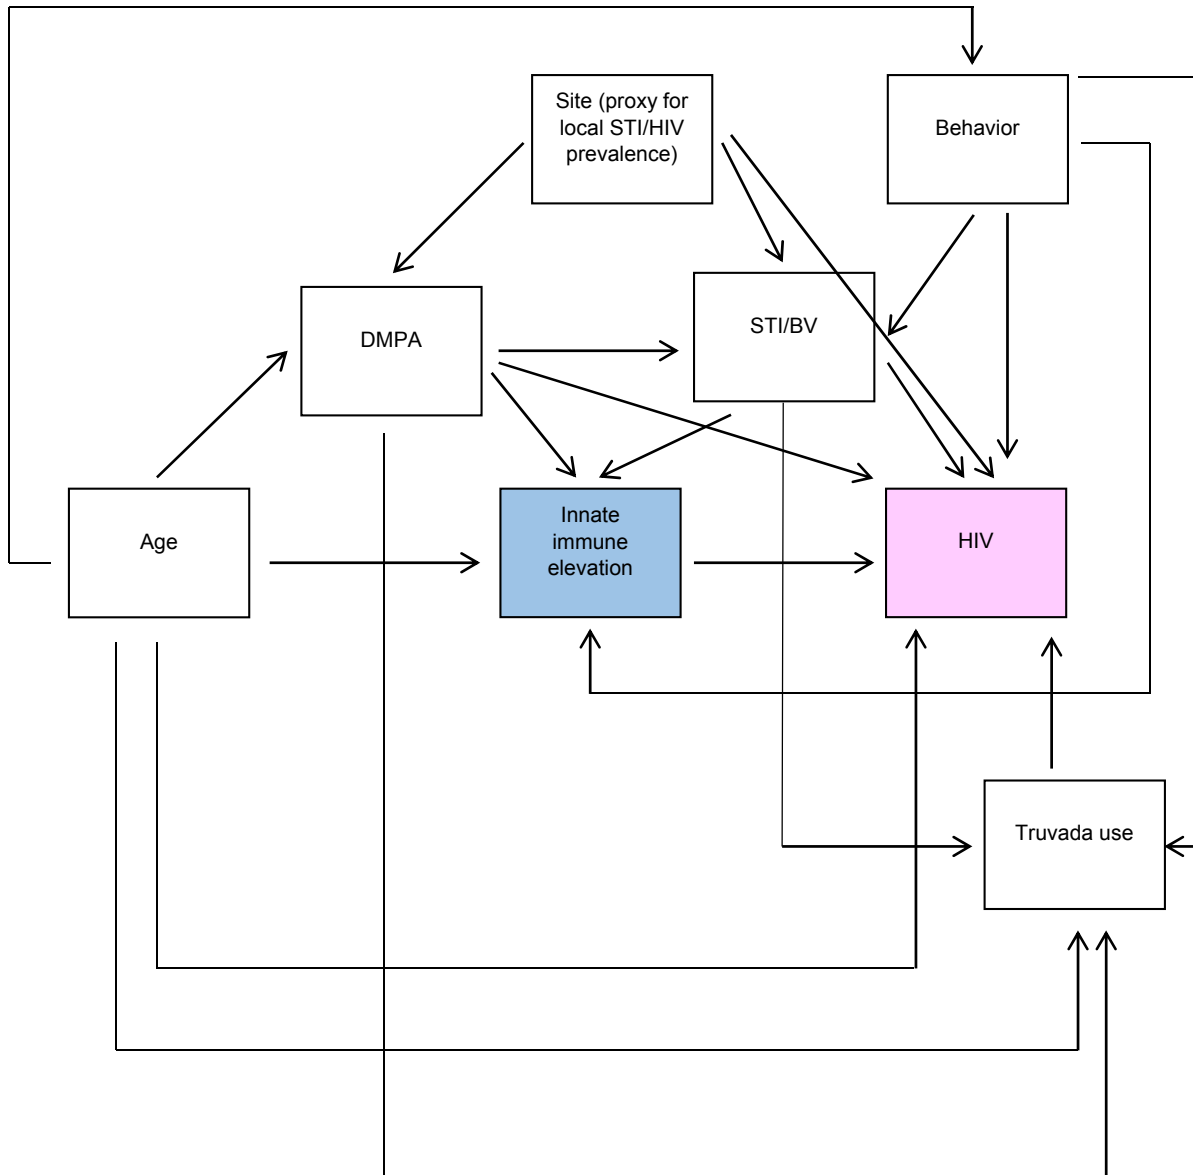 Site (proxy for
local STI/HIV
prevalence)
Behavior
DMPA
STI/BV
Age
Innate
immune
elevation
HIV
Truvada use